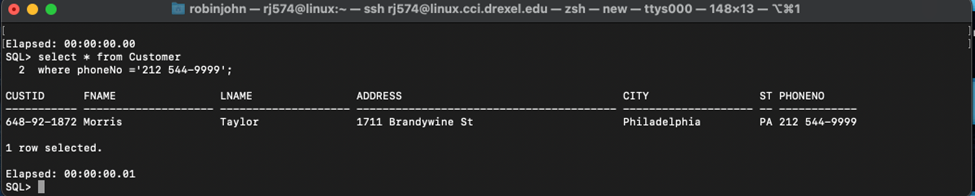 robinjohn — rj574@linux:~ — ssh rj574@linux.cci.drexel.edu — zsh — new — ttys000 — 148×13 — ⌥⌘1
[ ]
[Elapsed: 00:00:00.00 ]
SQL> select * from Customer
2 where phoneNo ='212 544-9999';
CUSTID FNAME LNAME ADDRESS CITY ST PHONENO
----------- -------------------- -------------------- ---------------------------------------- -------------------- -- ------------
648-92-1872 Morris Taylor 1711 Brandywine St Philadelphia PA 212 544-9999
1 row selected.
Elapsed: 00:00:00.01
SQL>